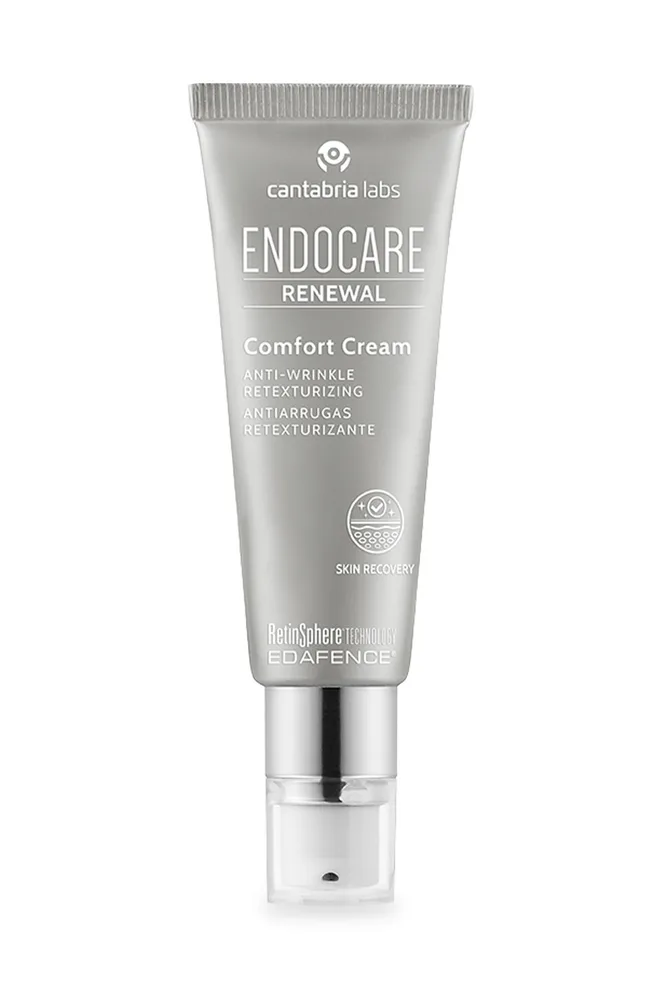 cantabria labs
ENDOCARE
RENEWAL
Comfort Cream
ANTI-WRINKLE
RETEXTURIZING
ANTIARRUGAS
RETEXTURIZANTE
SKIN RECOVERY
RetinSphere® TECHNOLOGY
EDAFENCE®